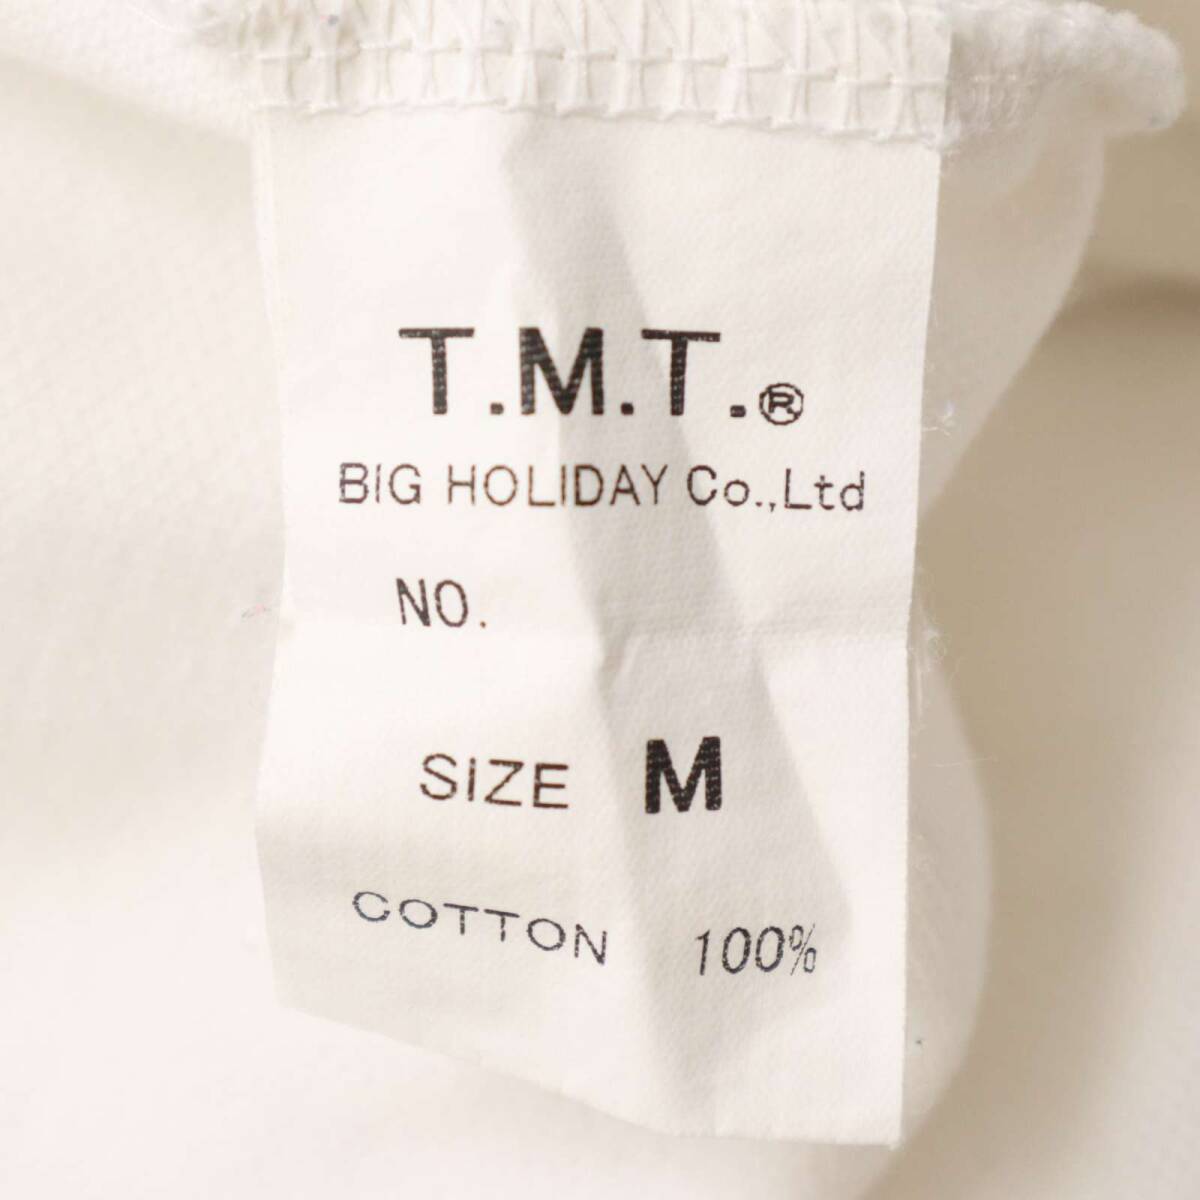 T.M.T.®
BIG HOLIDAY Co.,Ltd
NO.
SIZE M
COTTON 100%